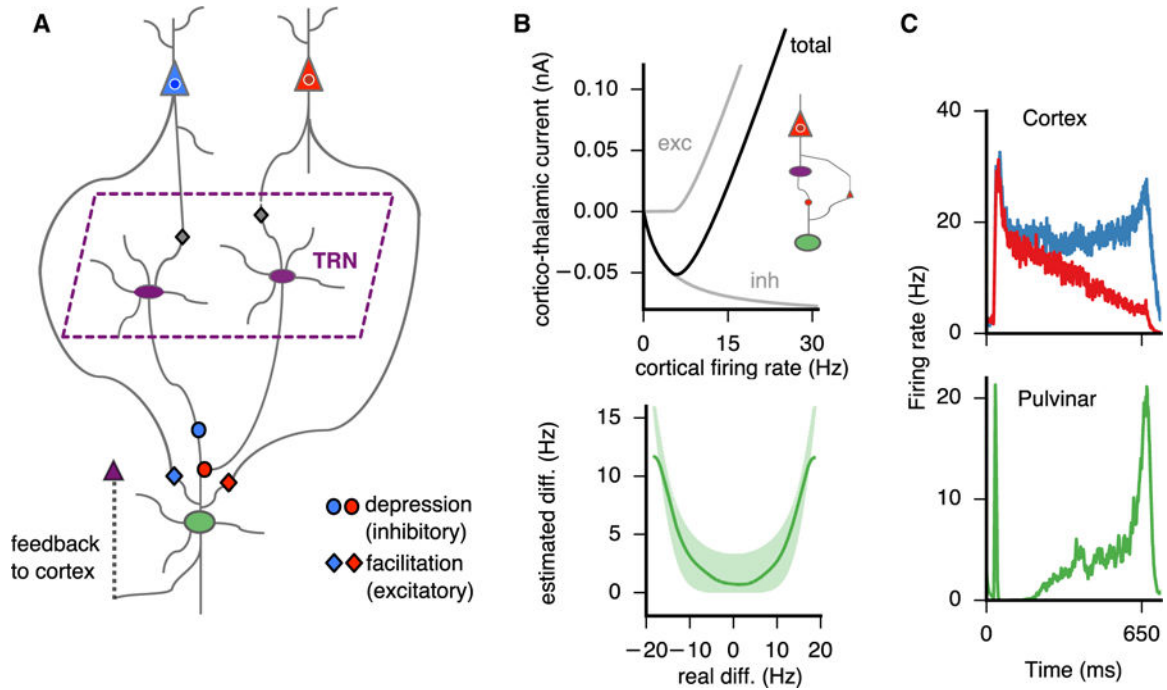 A
TRN
feedback
to cortex
depression
(inhibitory)
facilitation
(excitatory)
B
cortico-thalamic current (nA)
0.10
0.05
0.00
−0.05
total
exc
inh
0
15
30
cortical firing rate (Hz)
estimated diff. (Hz)
15
10
5
0
−20
−10
0
10
20
real diff. (Hz)
C
Firing rate (Hz)
Cortex
40
20
0
Pulvinar
20
10
0
0
650
Time (ms)